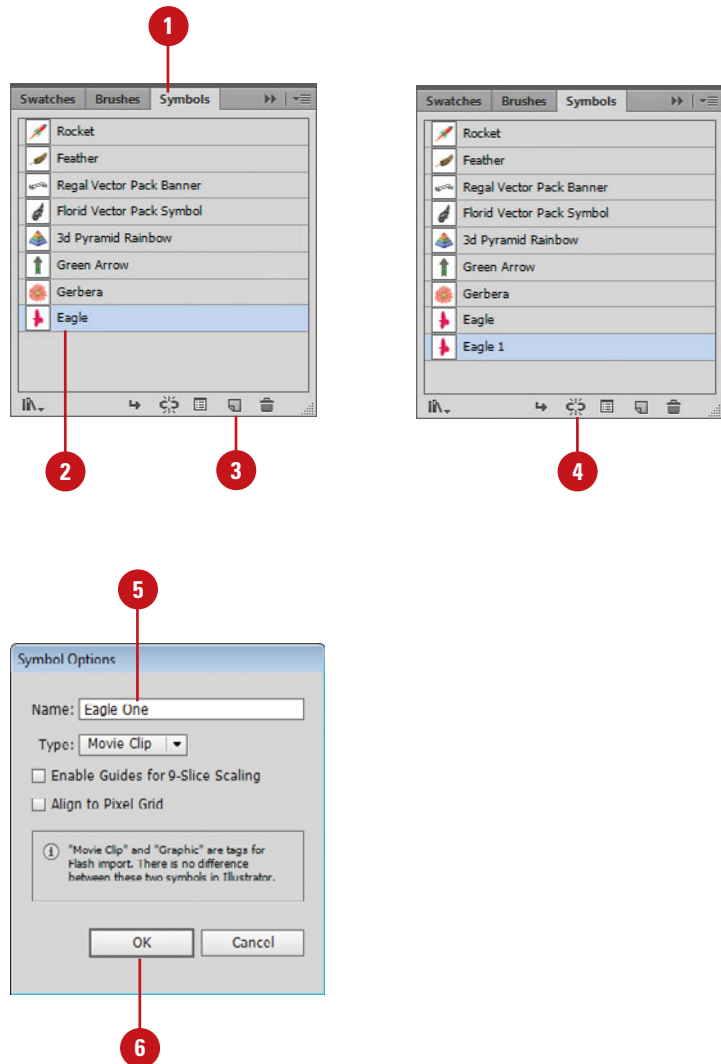 1
Swatches Brushes Symbols
Rocket
Feather
Regal Vector Pack Banner
Florid Vector Pack Symbol
3d Pyramid Rainbow
Green Arrow
Gerbera
Eagle
2
3
Swatches Brushes Symbols
Rocket
Feather
Regal Vector Pack Banner
Florid Vector Pack Symbol
3d Pyramid Rainbow
Green Arrow
Gerbera
Eagle
Eagle 1
4
5
Symbol Options
Name: Eagle One
Type: Movie Clip
Enable Guides for 9-Slice Scaling
Align to Pixel Grid
"Movie Clip" and "Graphic" are tags for
Flash import. There is no difference
between these two symbols in Illustrator.
OK Cancel
6